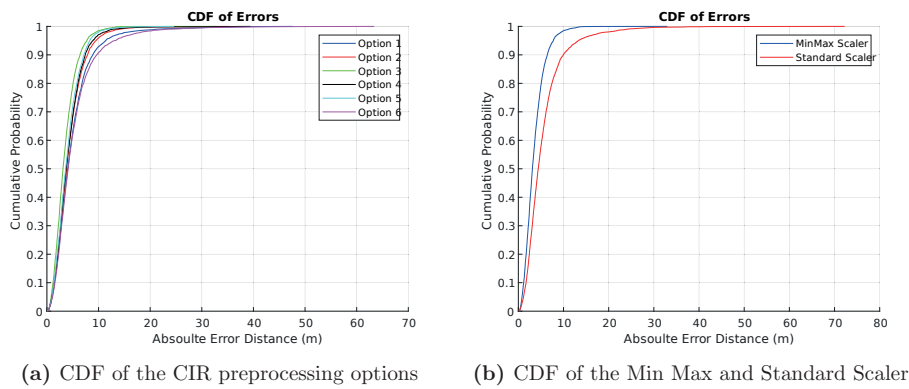 CDF of Errors
1
0.9
0.8
0.7
0.6
0.5
0.4
0.3
0.2
0.1
0
Cumulative Probability
Option 1
Option 2
Option 3
Option 4
Option 5
Option 6
0 10 20 30 40 50 60 70
Absoulte Error Distance (m)
(a) CDF of the CIR preprocessing options
CDF of Errors
1
0.9
0.8
0.7
0.6
0.5
0.4
0.3
0.2
0.1
0
Cumulative Probability
MinMax Scaler
Standard Scaler
0 10 20 30 40 50 60 70 80
Absoulte Error Distance (m)
(b) CDF of the Min Max and Standard Scaler